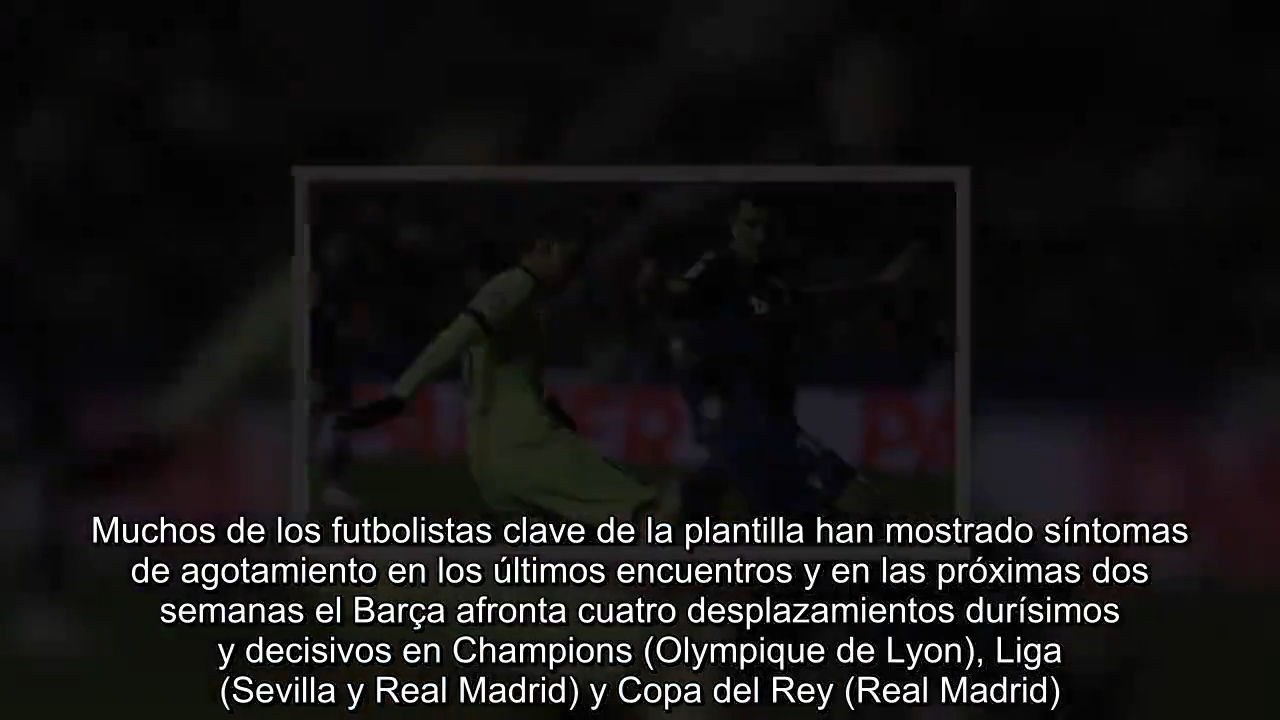 Muchos de los futbolistas clave de la plantilla han mostrado síntomas
de agotamiento en los últimos encuentros y en las próximas dos
semanas el Barça afronta cuatro desplazamientos durísimos
y decisivos en Champions (Olympique de Lyon), Liga
(Sevilla y Real Madrid) y Copa del Rey (Real Madrid)